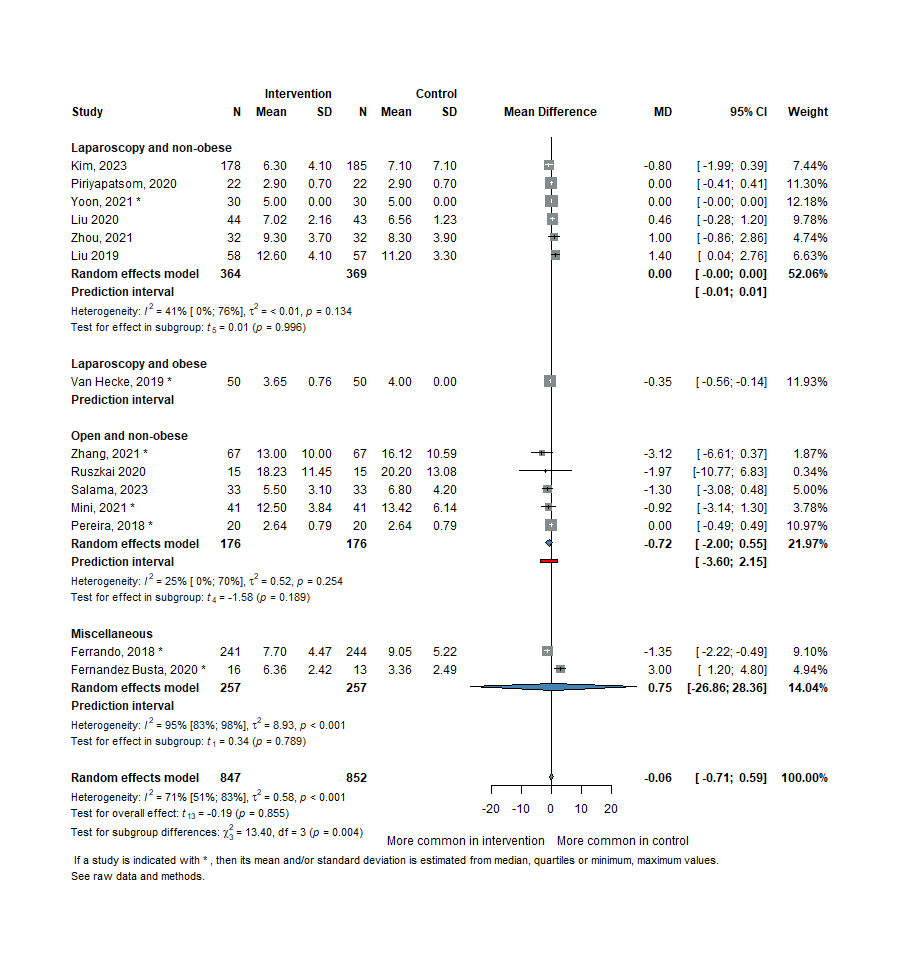 Intervention Control
Study N Mean SD N Mean SD Mean Difference MD 95% CI Weight
Laparoscopy and non-obese
Kim, 2023 178 6.30 4.10 185 7.10 7.10 -0.80 [ -1.99; 0.39] 7.44%
Piriyapatsom, 2020 22 2.90 0.70 22 2.90 0.70 0.00 [ -0.41; 0.41] 11.30%
Yoon, 2021 * 30 5.00 0.00 30 5.00 0.00 0.00 [ -0.00; 0.00] 12.18%
Liu 2020 44 7.02 2.16 43 6.56 1.23 0.46 [ -0.28; 1.20] 9.78%
Zhou, 2021 32 9.30 3.70 32 8.30 3.90 1.00 [ -0.86; 2.86] 4.74%
Liu 2019 58 12.60 4.10 57 11.20 3.30 1.40 [ 0.04; 2.76] 6.63%
Random effects model 364 369 0.00 [ -0.00; 0.00] 52.06%
Prediction interval [ -0.01; 0.01]
Heterogeneity: I² = 41% [ 0%; 76%], τ² = < 0.01, p = 0.134
Test for effect in subgroup: t₅ = 0.01 (p = 0.996)
Laparoscopy and obese
Van Hecke, 2019 * 50 3.65 0.76 50 4.00 0.00 -0.35 [ -0.56; -0.14] 11.93%
Prediction interval
Open and non-obese
Zhang, 2021 * 67 13.00 10.00 67 16.12 10.59 -3.12 [ -6.61; 0.37] 1.87%
Ruszkai 2020 15 18.23 11.45 15 20.20 13.08 -1.97 [-10.77; 6.83] 0.34%
Salama, 2023 33 5.50 3.10 33 6.80 4.20 -1.30 [ -3.08; 0.48] 5.00%
Mini, 2021 * 41 12.50 3.84 41 13.42 6.14 -0.92 [ -3.14; 1.30] 3.78%
Pereira, 2018 * 20 2.64 0.79 20 2.64 0.79 0.00 [ -0.49; 0.49] 10.97%
Random effects model 176 176 -0.72 [ -2.00; 0.55] 21.97%
Prediction interval [ -3.60; 2.15]
Heterogeneity: I² = 25% [ 0%; 70%], τ² = 0.52, p = 0.254
Test for effect in subgroup: t₄ = -1.58 (p = 0.189)
Miscellaneous
Ferrando, 2018 * 241 7.70 4.47 244 9.05 5.22 -1.35 [ -2.22; -0.49] 9.10%
Fernandez Busta, 2020 * 16 6.36 2.42 13 3.36 2.49 3.00 [ 1.20; 4.80] 4.94%
Random effects model 257 257 0.75 [-26.86; 28.36] 14.04%
Prediction interval
Heterogeneity: I² = 95% [83%; 98%], τ² = 8.93, p < 0.001
Test for effect in subgroup: t₁ = 0.34 (p = 0.789)
Random effects model 847 852 -0.06 [ -0.71; 0.59] 100.00%
Heterogeneity: I² = 71% [51%; 83%], τ² = 0.58, p < 0.001
Test for overall effect: t₁₃ = -0.19 (p = 0.855)
-20 -10 0 10 20
Test for subgroup differences: χ²₃ = 13.40, df = 3 (p = 0.004)
More common in intervention More common in control
If a study is indicated with * , then its mean and/or standard deviation is estimated from median, quartiles or minimum, maximum values.
See raw data and methods.